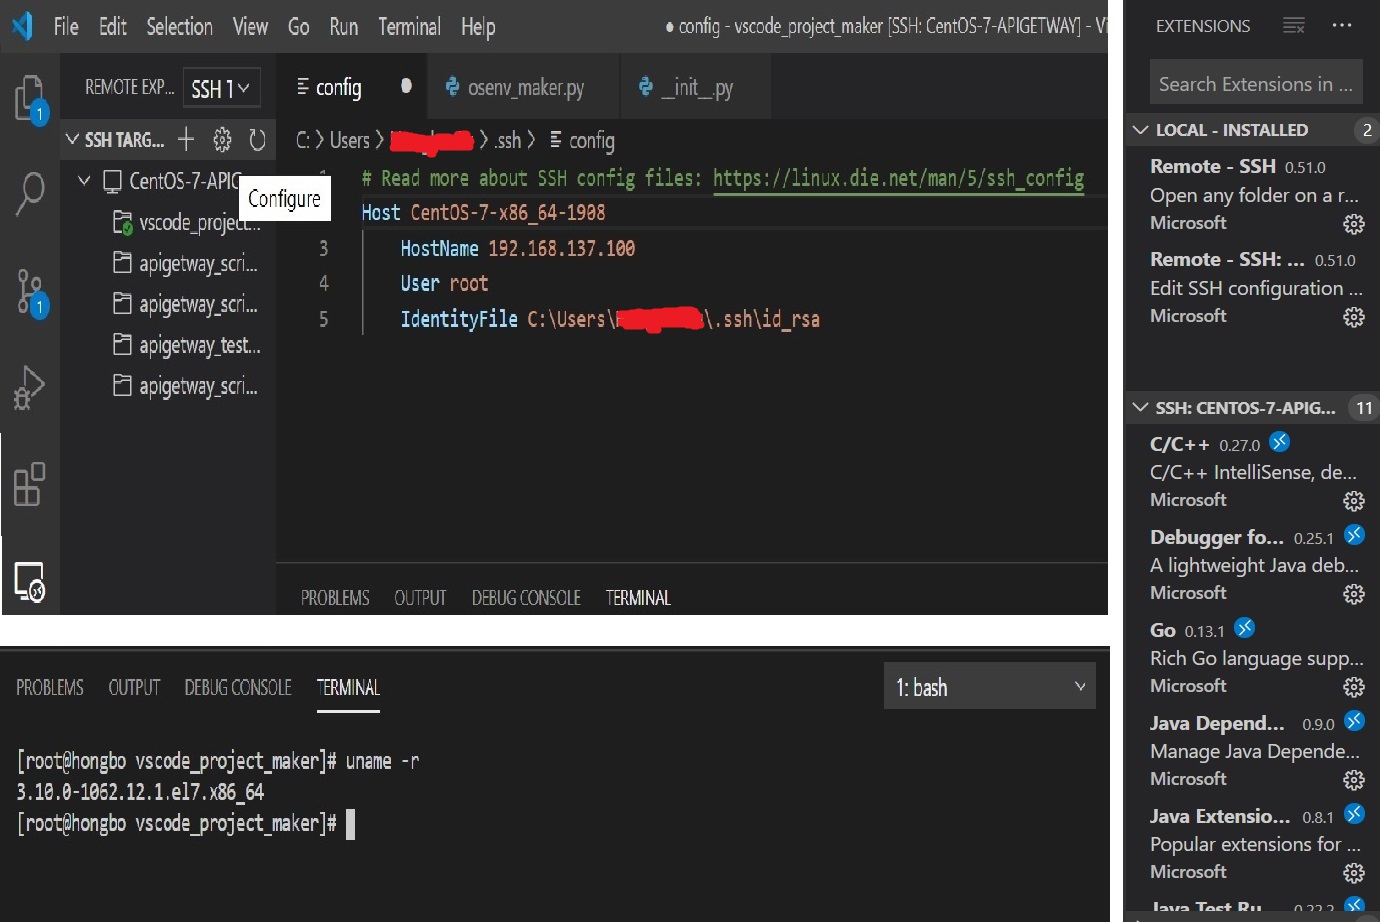 File Edit Selection View Go Run Terminal Help
● config - vscode_project_maker [SSH: CentOS-7-APIGETWAY] - Vi
REMOTE EXP... SSH T
config
osenv_maker.py
__init__.py
SSH TARG...
C: > Users > > .ssh > config
CentOS-7-APIG
Configure
vscode_project...
apigetway_scri...
apigetway_scri...
apigetway_test...
apigetway_scri...
# Read more about SSH config files: https://linux.die.net/man/5/ssh_config
Host CentOS-7-x86_64-1908
3 HostName 192.168.137.100
4 User root
5 IdentityFile C:\Users\ \.ssh\id_rsa
1
1
PROBLEMS OUTPUT DEBUG CONSOLE TERMINAL
PROBLEMS OUTPUT DEBUG CONSOLE TERMINAL
1: bash
[root@hongbo vscode_project_maker]# uname -r
3.10.0-1062.12.1.el7.x86_64
[root@hongbo vscode_project_maker]#
EXTENSIONS
Search Extensions in ...
LOCAL - INSTALLED 2
Remote - SSH 0.51.0
Open any folder on a r...
Microsoft
Remote - SSH: ... 0.51.0
Edit SSH configuration ...
Microsoft
SSH: CENTOS-7-APIG... 11
C/C++ 0.27.0
C/C++ IntelliSense, de...
Microsoft
Debugger fo... 0.25.1
A lightweight Java deb...
Microsoft
Go 0.13.1
Rich Go language supp...
Microsoft
Java Depend... 0.9.0
Manage Java Depende...
Microsoft
Java Extensio... 0.8.1
Popular extensions for ...
Microsoft
Java Test Ru... 0.22.2